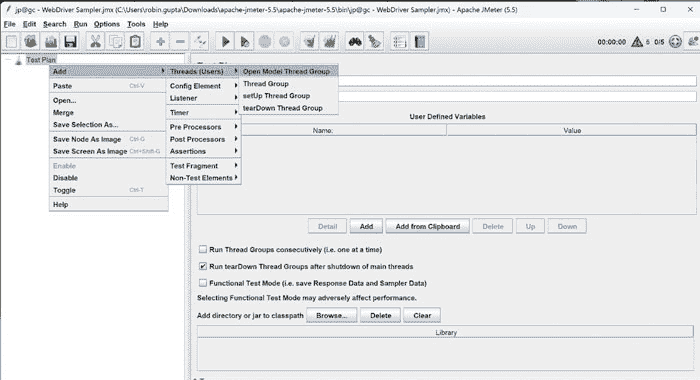 jp@gc - WebDriver Sampler.jmx (C:\Users\robin.gupta\Downloads\apache-jmeter-5.5\apache-jmeter-5.5\bin\jp@gc - WebDriver Sampler.jmx) - Apache JMeter (5.5)
File Edit Search Run Options Tools Help
00:00:00 6 0/5
Test Plan
Add
Paste Ctrl-V
Open...
Merge
Save Selection As...
Save Node As Image Ctrl-G
Save Screen As Image Ctrl+Shift-G
Enable
Disable
Toggle Ctrl-T
Help
Threads (Users)
Config Element
Listener
Timer
Pre Processors
Post Processors
Assertions
Test Fragment
Non-Test Elements
Open Model Thread Group
Thread Group
setUp Thread Group
tearDown Thread Group
User Defined Variables
Name: Value
Detail Add Add from Clipboard Delete Up Down
Run Thread Groups consecutively (i.e. one at a time)
Run tearDown Thread Groups after shutdown of main threads
Functional Test Mode (i.e. save Response Data and Sampler Data)
Selecting Functional Test Mode may adversely affect performance.
Add directory or jar to classpath Browse... Delete Clear
Library